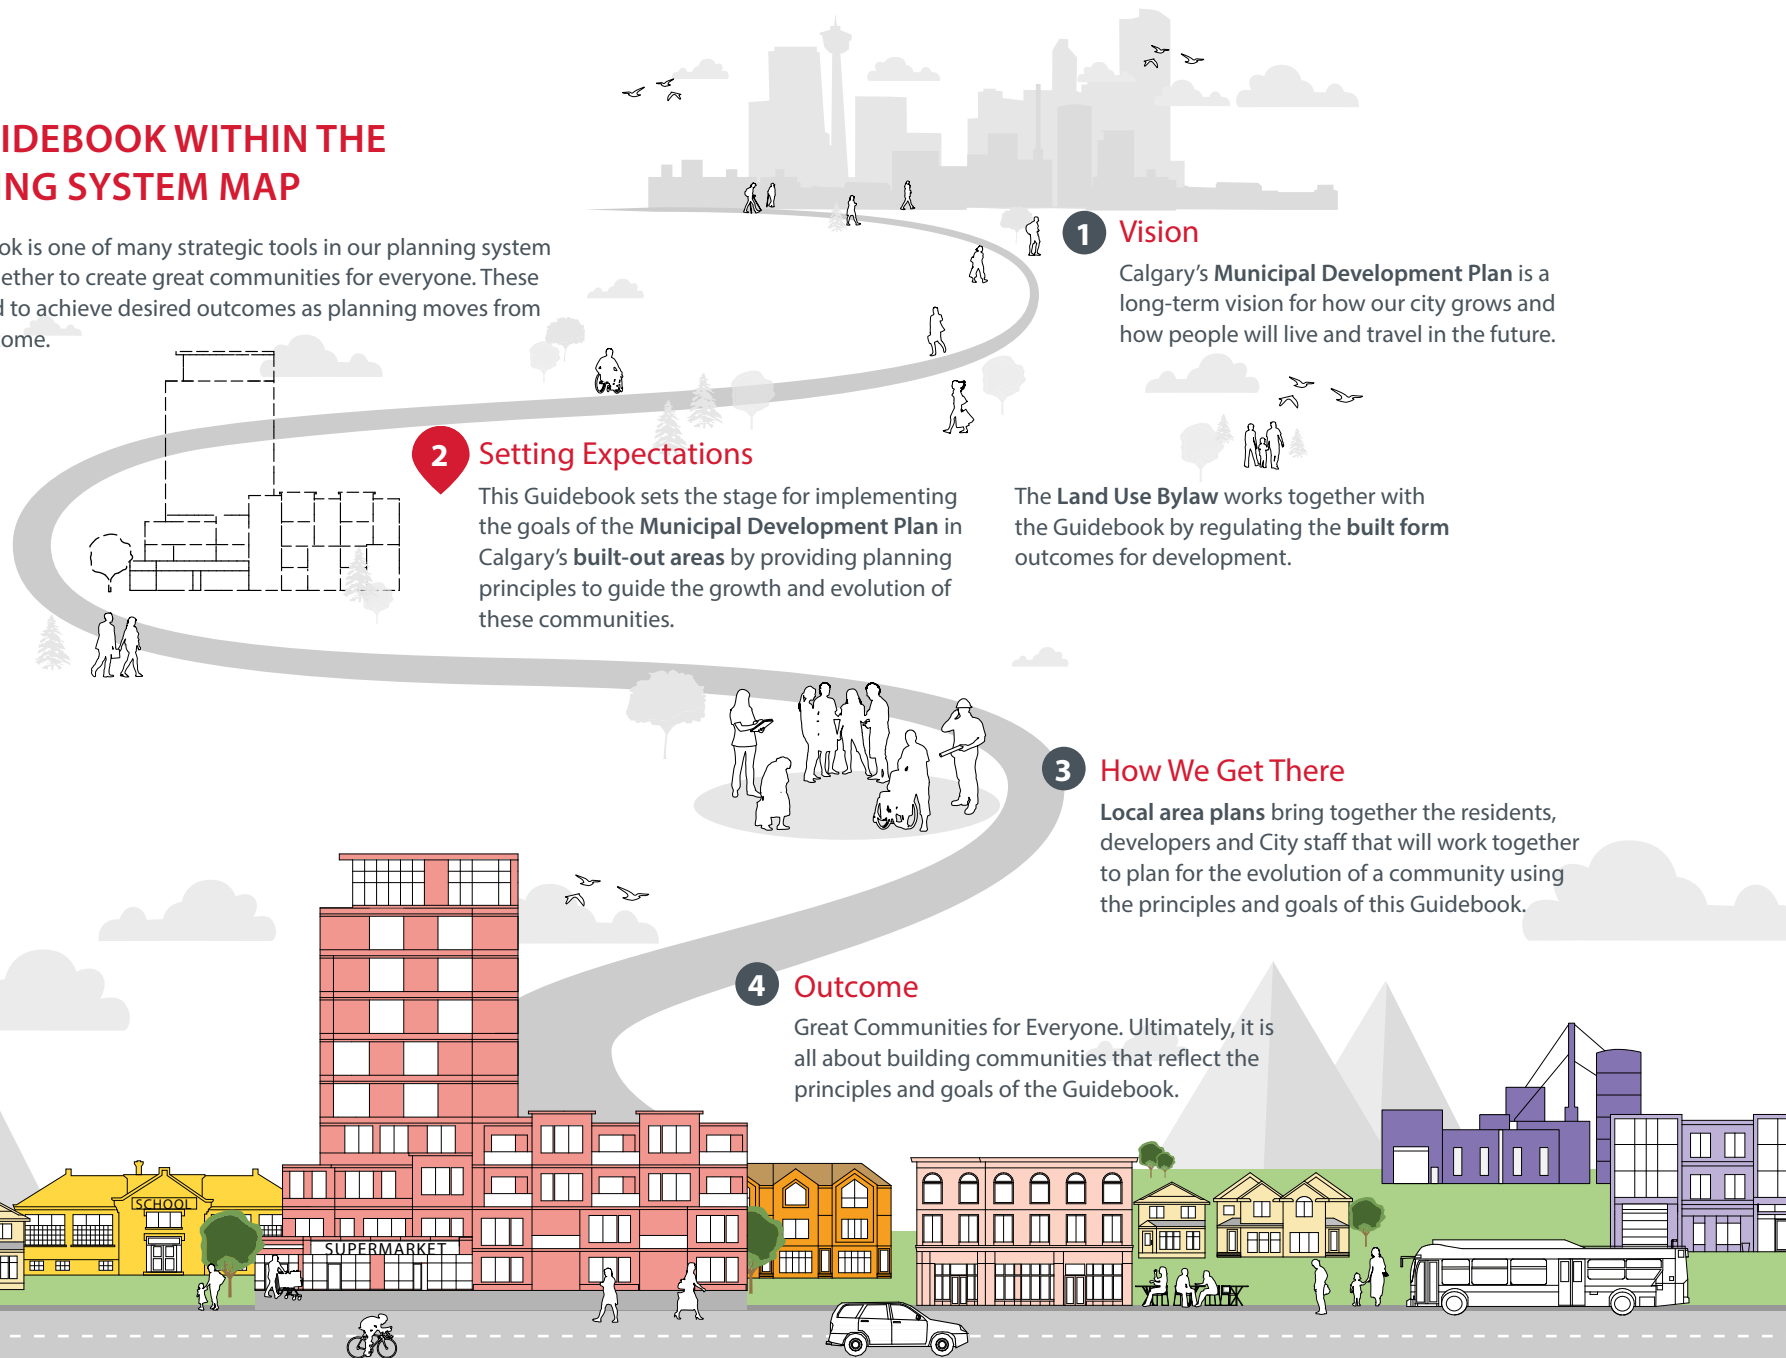 IDEBOOK WITHIN THE
ING SYSTEM MAP
ok is one of many strategic tools in our planning system
ether to create great communities for everyone. These
d to achieve desired outcomes as planning moves from
ome.
1 Vision
Calgary’s Municipal Development Plan is a
long-term vision for how our city grows and
how people will live and travel in the future.
2 Setting Expectations
This Guidebook sets the stage for implementing
the goals of the Municipal Development Plan in
Calgary’s built-out areas by providing planning
principles to guide the growth and evolution of
these communities.
The Land Use Bylaw works together with
the Guidebook by regulating the built form
outcomes for development.
3 How We Get There
Local area plans bring together the residents,
developers and City staff that will work together
to plan for the evolution of a community using
the principles and goals of this Guidebook.
4 Outcome
Great Communities for Everyone. Ultimately, it is
all about building communities that reflect the
principles and goals of the Guidebook.
SCHOOL
SUPERMARKET